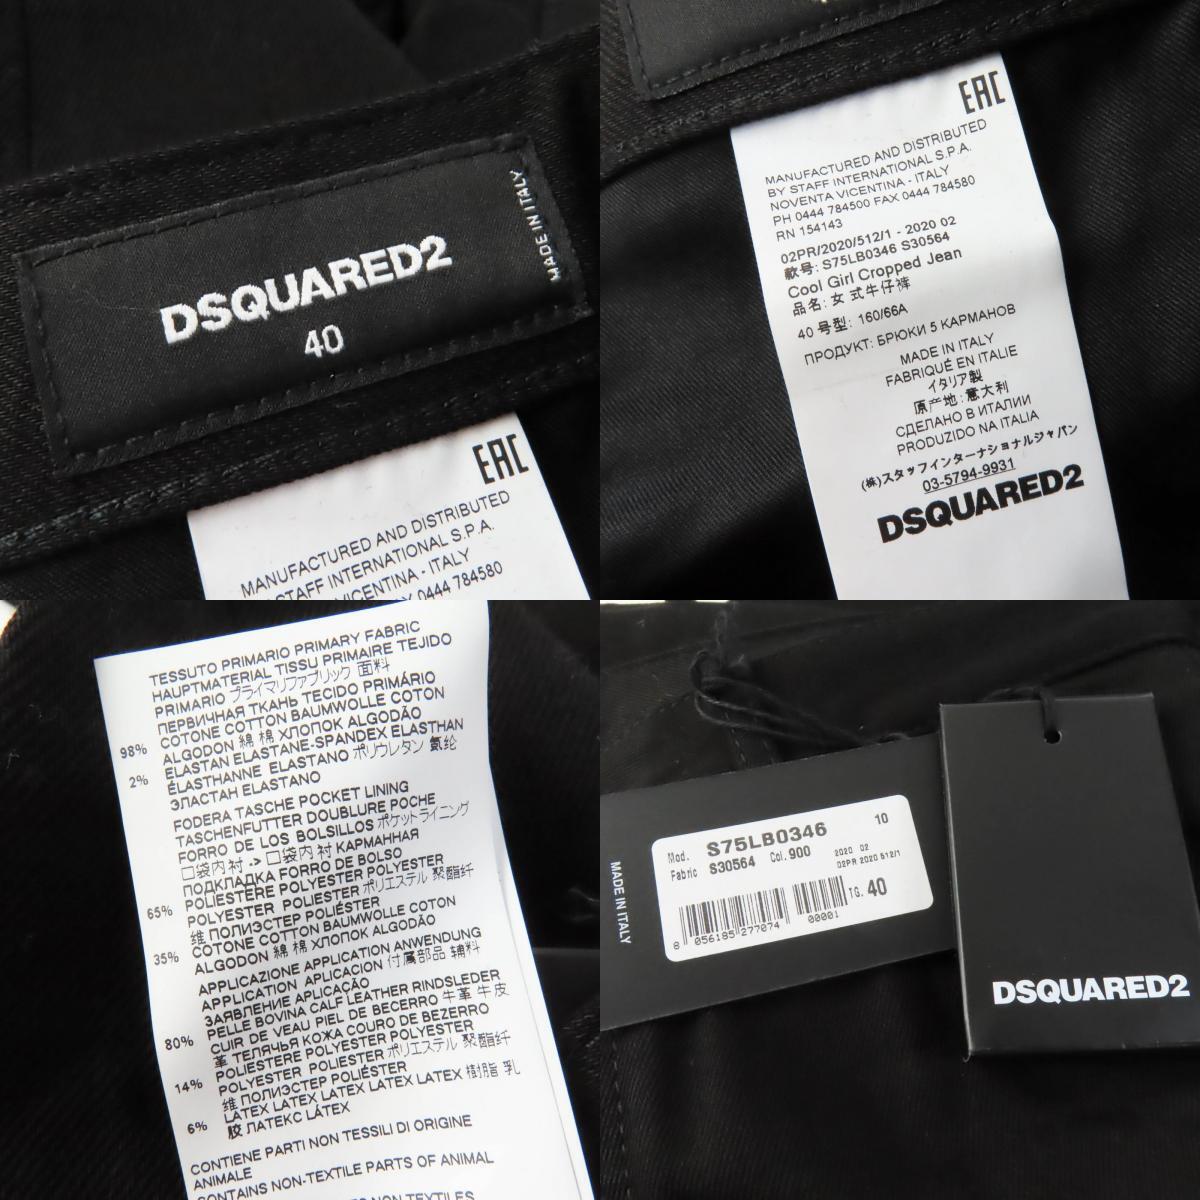 DSQUARED2
40
MADE IN ITALY
EAC
MANUFACTURED AND DISTRIBUTED
STAFF INTERNATIONAL S.P.A.
VICENTINA - ITALY
0444 784580
EAC
MANUFACTURED AND DISTRIBUTED
BY STAFF INTERNATIONAL S.P.A.
NOVENTA VICENTINA - ITALY
PH 0444 784500 FAX 0444 784580
RN 154143
02PR/2020/512/1 - 2020 02
款号: S75LB0346 S30564
Cool Girl Cropped Jean
品名: 女式牛仔裤
40 号型: 160/66A
ПРОДУКТ: БРЮКИ 5 КАРМАНОВ
MADE IN ITALY
FABRIQUÉ EN ITALIE
イタリア製
原产地: 意大利
СДЕЛАНО В ИТАЛИИ
PRODUZIDO NA ITALIA
(株)スタッフインターナショナルジャパン
03-5794-9931
DSQUARED2
TESSUTO PRIMARIO PRIMARY FABRIC
HAUPTMATERIAL TISSU PRIMAIRE TEJIDO
PRIMARIO プライマリファブリック 面料
ПЕРВИЧНАЯ ТКАНЬ TECIDO PRIMÁRIO
98% COTONE COTTON BAUMWOLLE COTON
ALGODON 綿 棉 ХЛОПОК ALGODÃO
2% ELASTAN ELASTANE-SPANDEX ELASTHAN
ÉLASTHANNE ELASTANO ポリウレタン 氨纶
ЭЛАСТАН ELASTANO
FODERA TASCHE POCKET LINING
TASCHENFUTTER DOUBLURE POCHE
FORRO DE LOS BOLSILLOS ポケットライニング
口袋内衬 -> 口袋内衬 КАРМАННАЯ
ПОДКЛАДКА FORRO DE BOLSO
65% POLIESTERE POLYESTER POLYESTER
POLYESTER POLIESTER ポリエステル 聚酯纤
维 ПОЛИЭСТЕР POLIÉSTER
35% COTONE COTTON BAUMWOLLE COTON
ALGODON 綿 棉 ХЛОПОК ALGODÃO
APPLICAZIONE APPLICATION ANWENDUNG
APPLICATION APLICACION 付属部品 辅料
ЗАЯВЛЕНИЕ APLICAÇÃO
80% PELLE BOVINA CALF LEATHER RINDSLEDER
CUIR DE VEAU PIEL DE BECERRO 牛革 牛皮
革 ТЕЛЯЧЬЯ КОЖА COURO DE BEZERRO
14% POLIESTERE POLYESTER POLYESTER
POLYESTER POLIESTER ポリエステル 聚酯纤
维 ПОЛИЭСТЕР POLIÉSTER
6% LATEX LATEX LATEX LATEX LATEX 樹脂 乳
胶 ЛАТЕКС LÁTEX
CONTIENE PARTI NON TESSILI DI ORIGINE
ANIMALE
CONTAINS NON-TEXTILE PARTS OF ANIMAL
NON TEXTILES
MADE IN ITALY
Mod. S75LB0346 10
Fabric S30564 Col. 900 2020 02
02PR 2020 512/1
TG. 40
8 056185 277074 00001
DSQUARED2